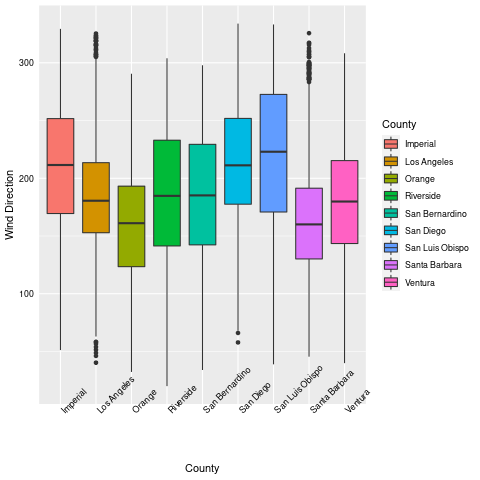 300
200
100
Wind Direction
Imperial
Los Angeles
Orange
Riverside
San Bernardino
San Diego
San Luis Obispo
Santa Barbara
Ventura
County
County
Imperial
Los Angeles
Orange
Riverside
San Bernardino
San Diego
San Luis Obispo
Santa Barbara
Ventura